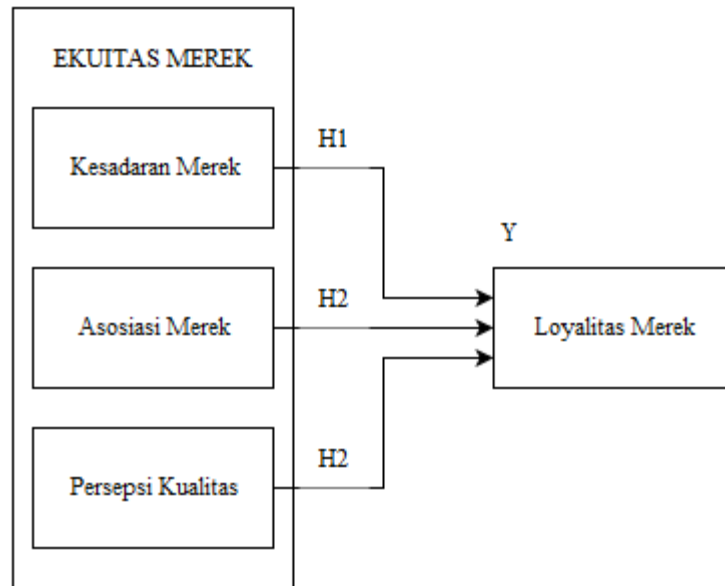 EKUITAS MEREK
Kesadaran Merek
H1
Asosiasi Merek
H2
Persepsi Kualitas
H2
Y
Loyalitas Merek